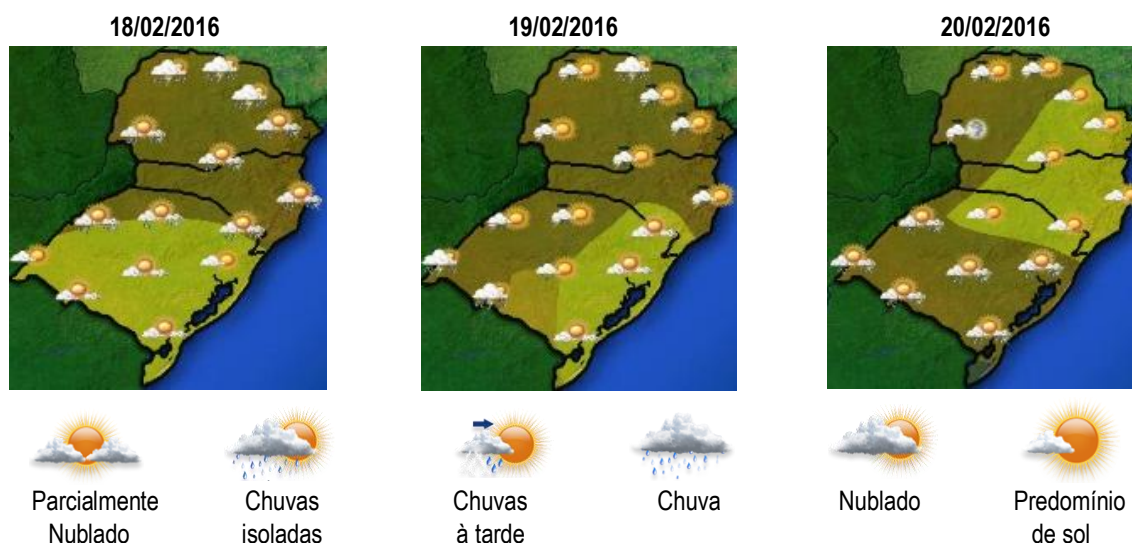 18/02/2016
19/02/2016
20/02/2016
Parcialmente
Nublado
Chuvas
isoladas
Chuvas
à tarde
Chuva
Nublado
Predomínio
de sol